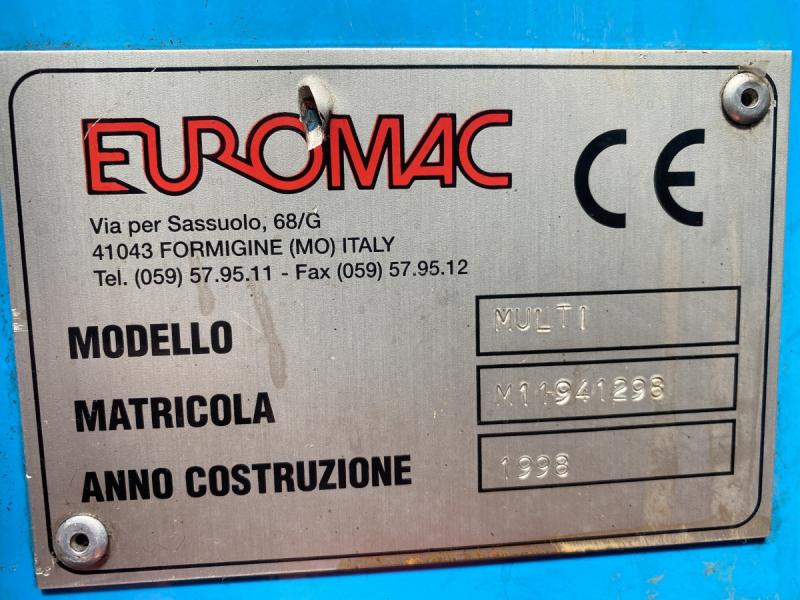 EUROMAC
CE
Via per Sassuolo, 68/G
41043 FORMIGINE (MO) ITALY
Tel. (059) 57.95.11 - Fax (059) 57.95.12
MODELLO MULTI
MATRICOLA M11941298
ANNO COSTRUZIONE 1998